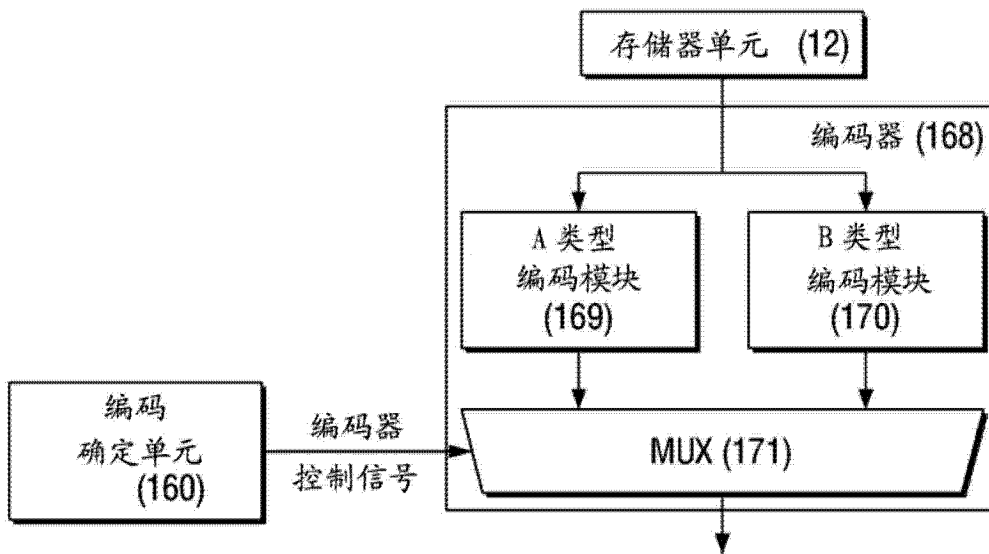 存储器单元 (12)
编码器 (168)
A 类型
编码模块
(169)
B 类型
编码模块
(170)
编码
确定单元
(160)
编码器
控制信号
MUX (171)